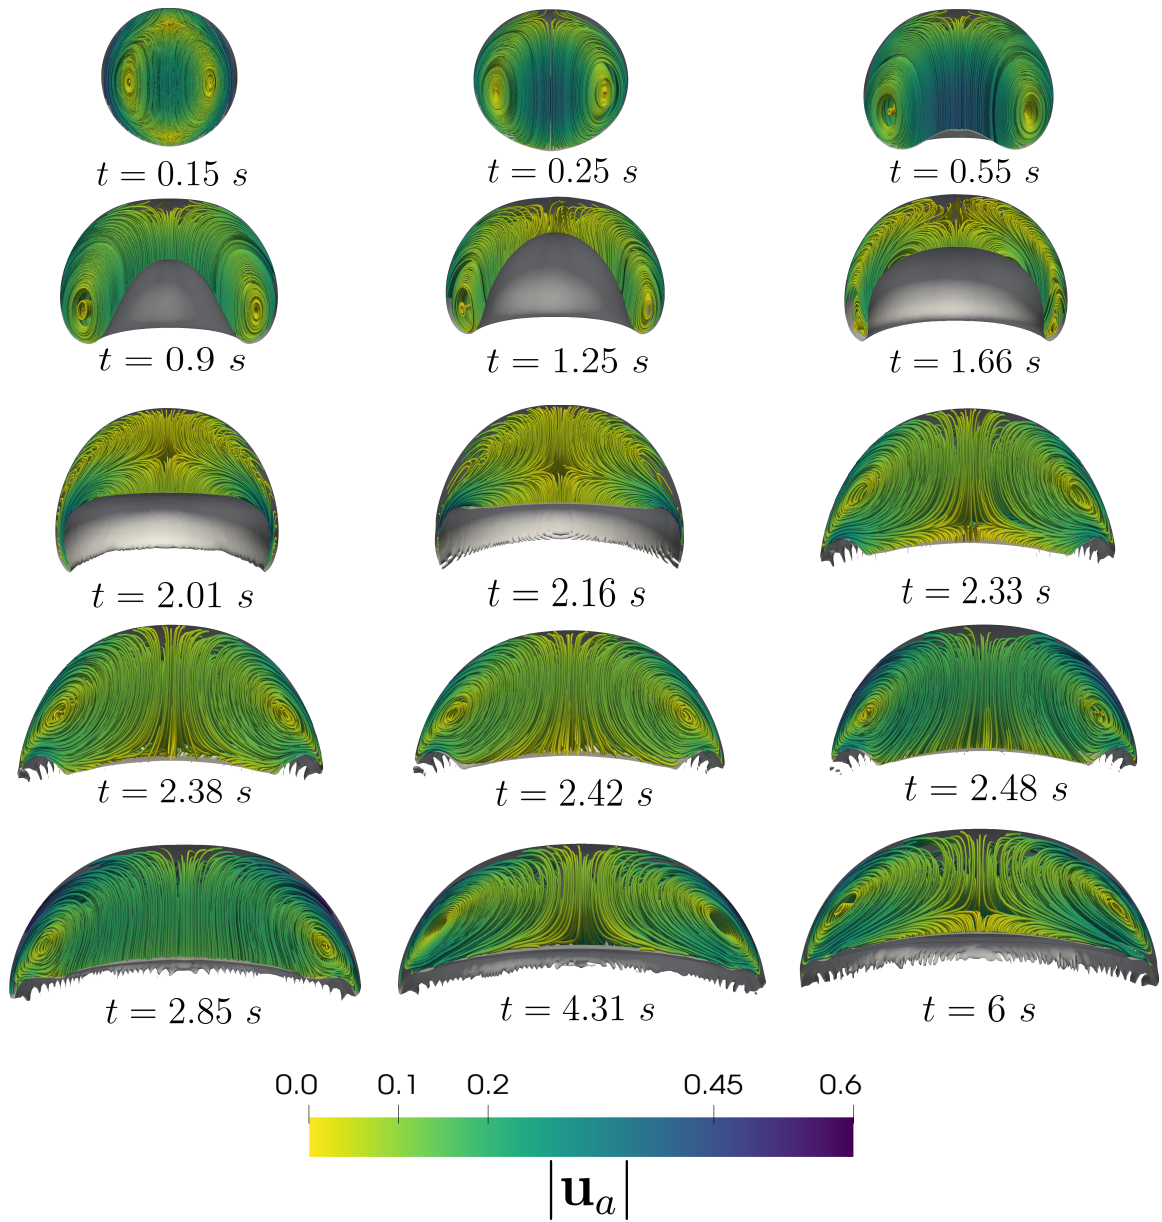 t = 0.15 s t = 0.25 s t = 0.55 s
t = 0.9 s t = 1.25 s t = 1.66 s
t = 2.01 s t = 2.16 s t = 2.33 s
t = 2.38 s t = 2.42 s t = 2.48 s
t = 2.85 s t = 4.31 s t = 6 s
0.0 0.1 0.2 0.45 0.6
|u_a|